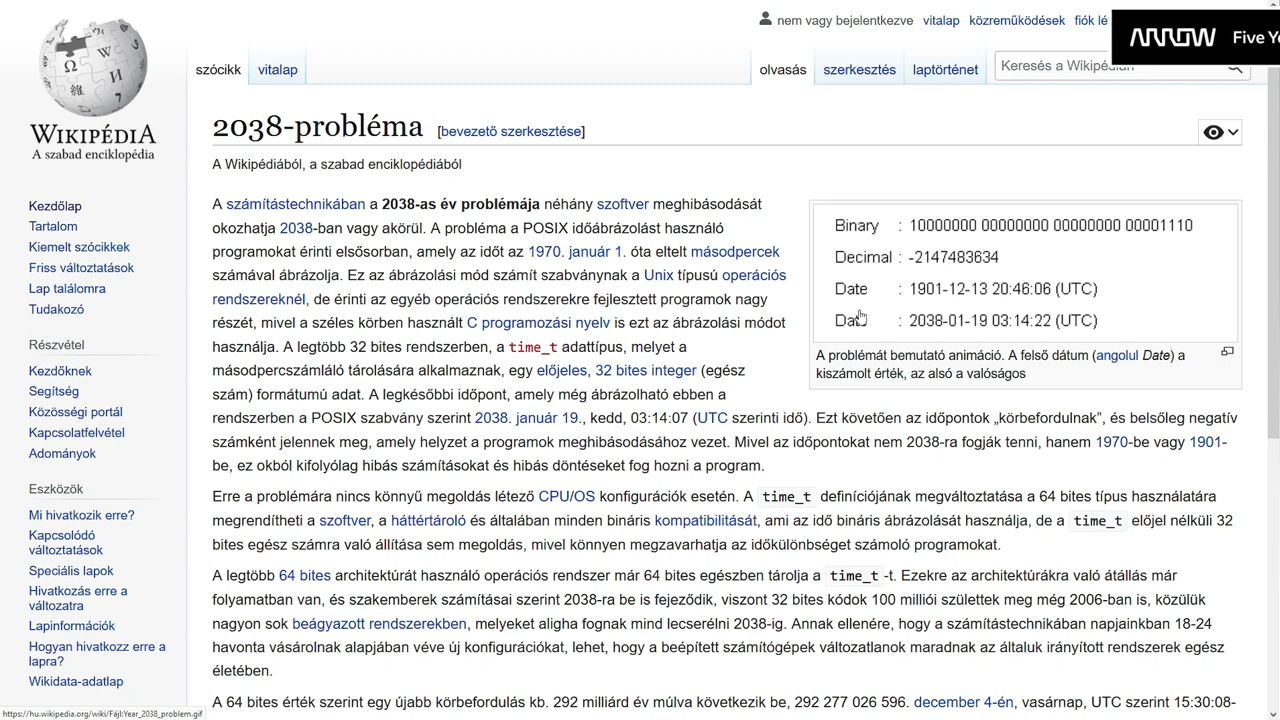 nem vagy bejelentkezve vitalap közreműködések fiók lé
ARROW Five Ye
WIKIPÉDIA
A szabad enciklopédia
szócikk vitalap olvasás szerkesztés laptörténet Keresés a Wikipédián
2038-probléma [bevezető szerkesztése]
A Wikipédiából, a szabad enciklopédiából
Kezdőlap
Tartalom
Kiemelt szócikkek
Friss változtatások
Lap találomra
Tudakozó
Részvétel
Kezdőknek
Segítség
Közösségi portál
Kapcsolatfelvétel
Adományok
Eszközök
Mi hivatkozik erre?
Kapcsolódó
változtatások
Speciális lapok
Hivatkozás erre a
változatra
Lapinformációk
Hogyan hivatkozz erre a
lapra?
Wikidata-adatlap
A számítástechnikában a 2038-as év problémája néhány szoftver meghibásodását
okozhatja 2038-ban vagy akörül. A probléma a POSIX időábrázolást használó
programokat érinti elsősorban, amely az időt az 1970. január 1. óta eltelt másodpercek
számával ábrázolja. Ez az ábrázolási mód számít szabványnak a Unix típusú operációs
rendszereknél, de érinti az egyéb operációs rendszerekre fejlesztett programok nagy
részét, mivel a széles körben használt C programozási nyelv is ezt az ábrázolási módot
használja. A legtöbb 32 bites rendszerben, a time_t adattípus, melyet a
másodpercszámláló tárolására alkalmaznak, egy előjeles, 32 bites integer (egész
szám) formátumú adat. A legkésőbbi időpont, amely még ábrázolható ebben a
rendszerben a POSIX szabvány szerint 2038. január 19., kedd, 03:14:07 (UTC szerinti idő). Ezt követően az időpontok „körbefordulnak”, és belsőleg negatív
számként jelennek meg, amely helyzet a programok meghibásodásához vezet. Mivel az időpontokat nem 2038-ra fogják tenni, hanem 1970-be vagy 1901-
be, ez okból kifolyólag hibás számításokat és hibás döntéseket fog hozni a program.
Binary : 10000000 00000000 00000000 00001110
Decimal : -2147483634
Date : 1901-12-13 20:46:06 (UTC)
Date : 2038-01-19 03:14:22 (UTC)
A problémát bemutató animáció. A felső dátum (angolul Date) a
kiszámolt érték, az alsó a valóságos
Erre a problémára nincs könnyű megoldás létező CPU/OS konfigurációk esetén. A time_t definíciójának megváltoztatása a 64 bites típus használatára
megrendítheti a szoftver, a háttértároló és általában minden bináris kompatibilitását, ami az idő bináris ábrázolását használja, de a time_t előjel nélküli 32
bites egész számra való állítása sem megoldás, mivel könnyen megzavarhatja az időkülönbséget számoló programokat.
A legtöbb 64 bites architektúrát használó operációs rendszer már 64 bites egészben tárolja a time_t -t. Ezekre az architektúrákra való átállás már
folyamatban van, és szakemberek számításai szerint 2038-ra be is fejeződik, viszont 32 bites kódok 100 milliói születtek meg még 2006-ban is, közülük
nagyon sok beágyazott rendszerekben, melyeket aligha fognak mind lecserélni 2038-ig. Annak ellenére, hogy a számítástechnikában napjainkban 18-24
havonta vásárolnak alapjában véve új konfigurációkat, lehet, hogy a beépített számítógépek változatlanok maradnak az általuk irányított rendszerek egész
életében.
A 64 bites érték szerint egy újabb körbefordulás kb. 292 milliárd év múlva következik be, 292 277 026 596. december 4-én, vasárnap, UTC szerint 15:30:08-
https://hu.wikipedia.org/wiki/Fájl:Year_2038_problem.gif